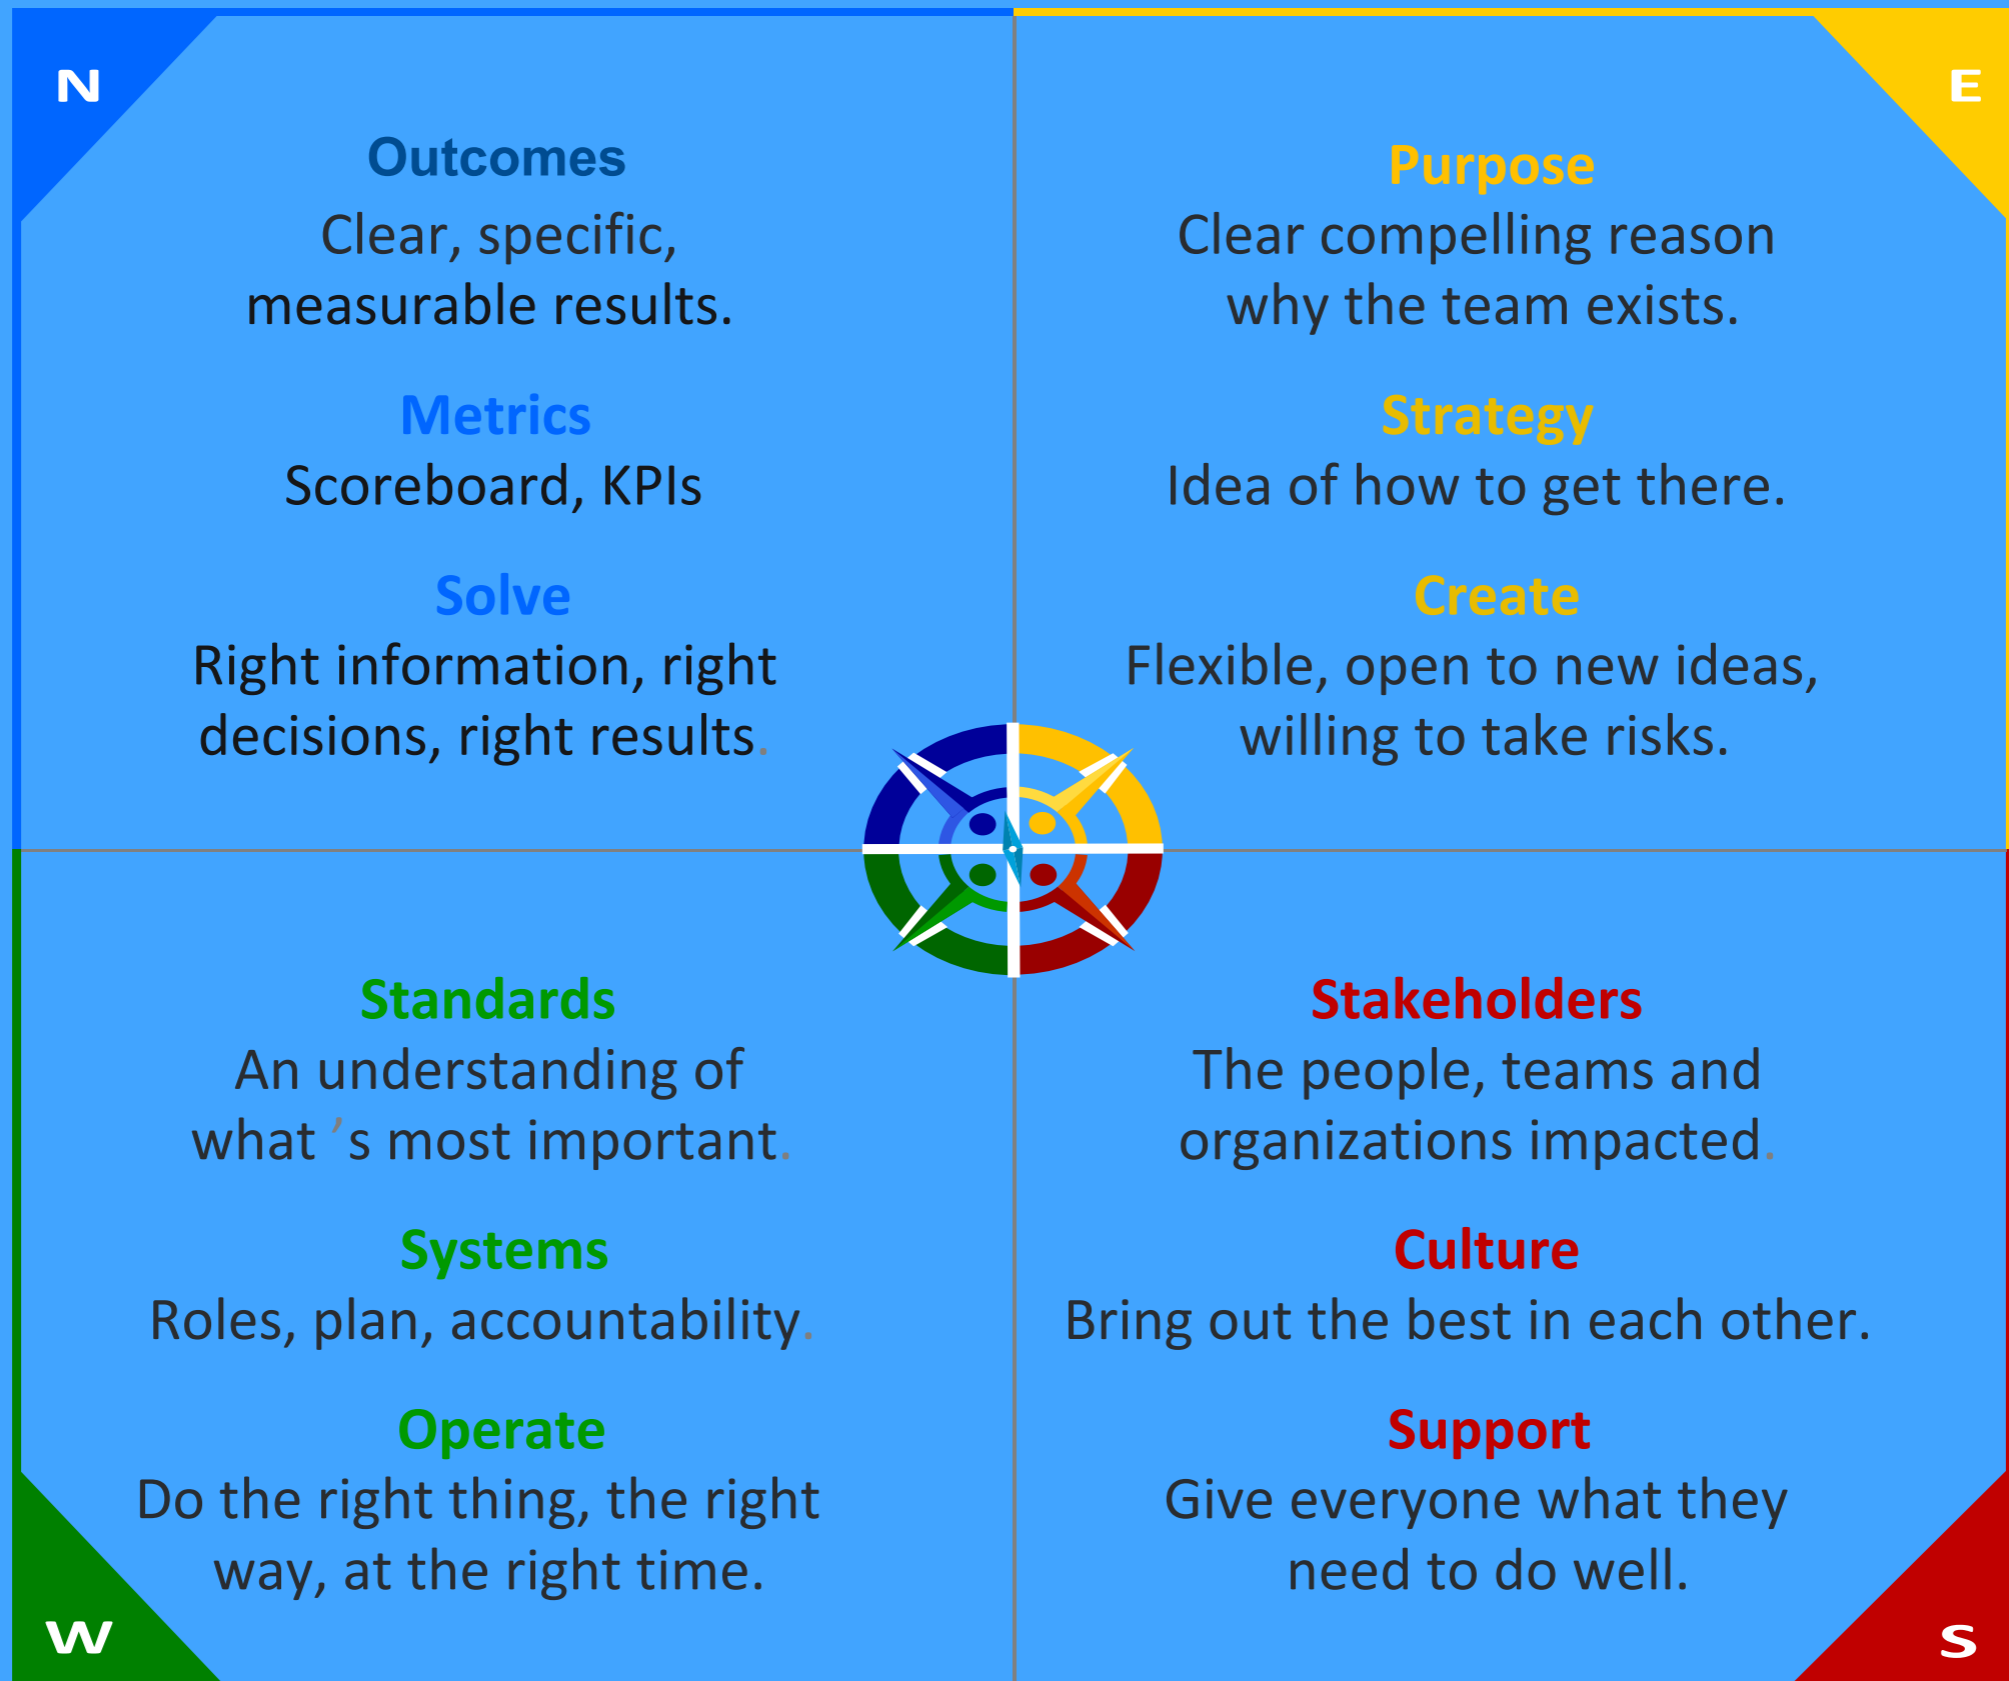 N
Outcomes
Clear, specific,
measurable results.
Metrics
Scoreboard, KPIs
Solve
Right information, right
decisions, right results.
E
Purpose
Clear compelling reason
why the team exists.
Strategy
Idea of how to get there.
Create
Flexible, open to new ideas,
willing to take risks.
Standards
An understanding of
what ’s most important.
Systems
Roles, plan, accountability.
Operate
Do the right thing, the right
way, at the right time.
W
Stakeholders
The people, teams and
organizations impacted.
Culture
Bring out the best in each other.
Support
Give everyone what they
need to do well.
S